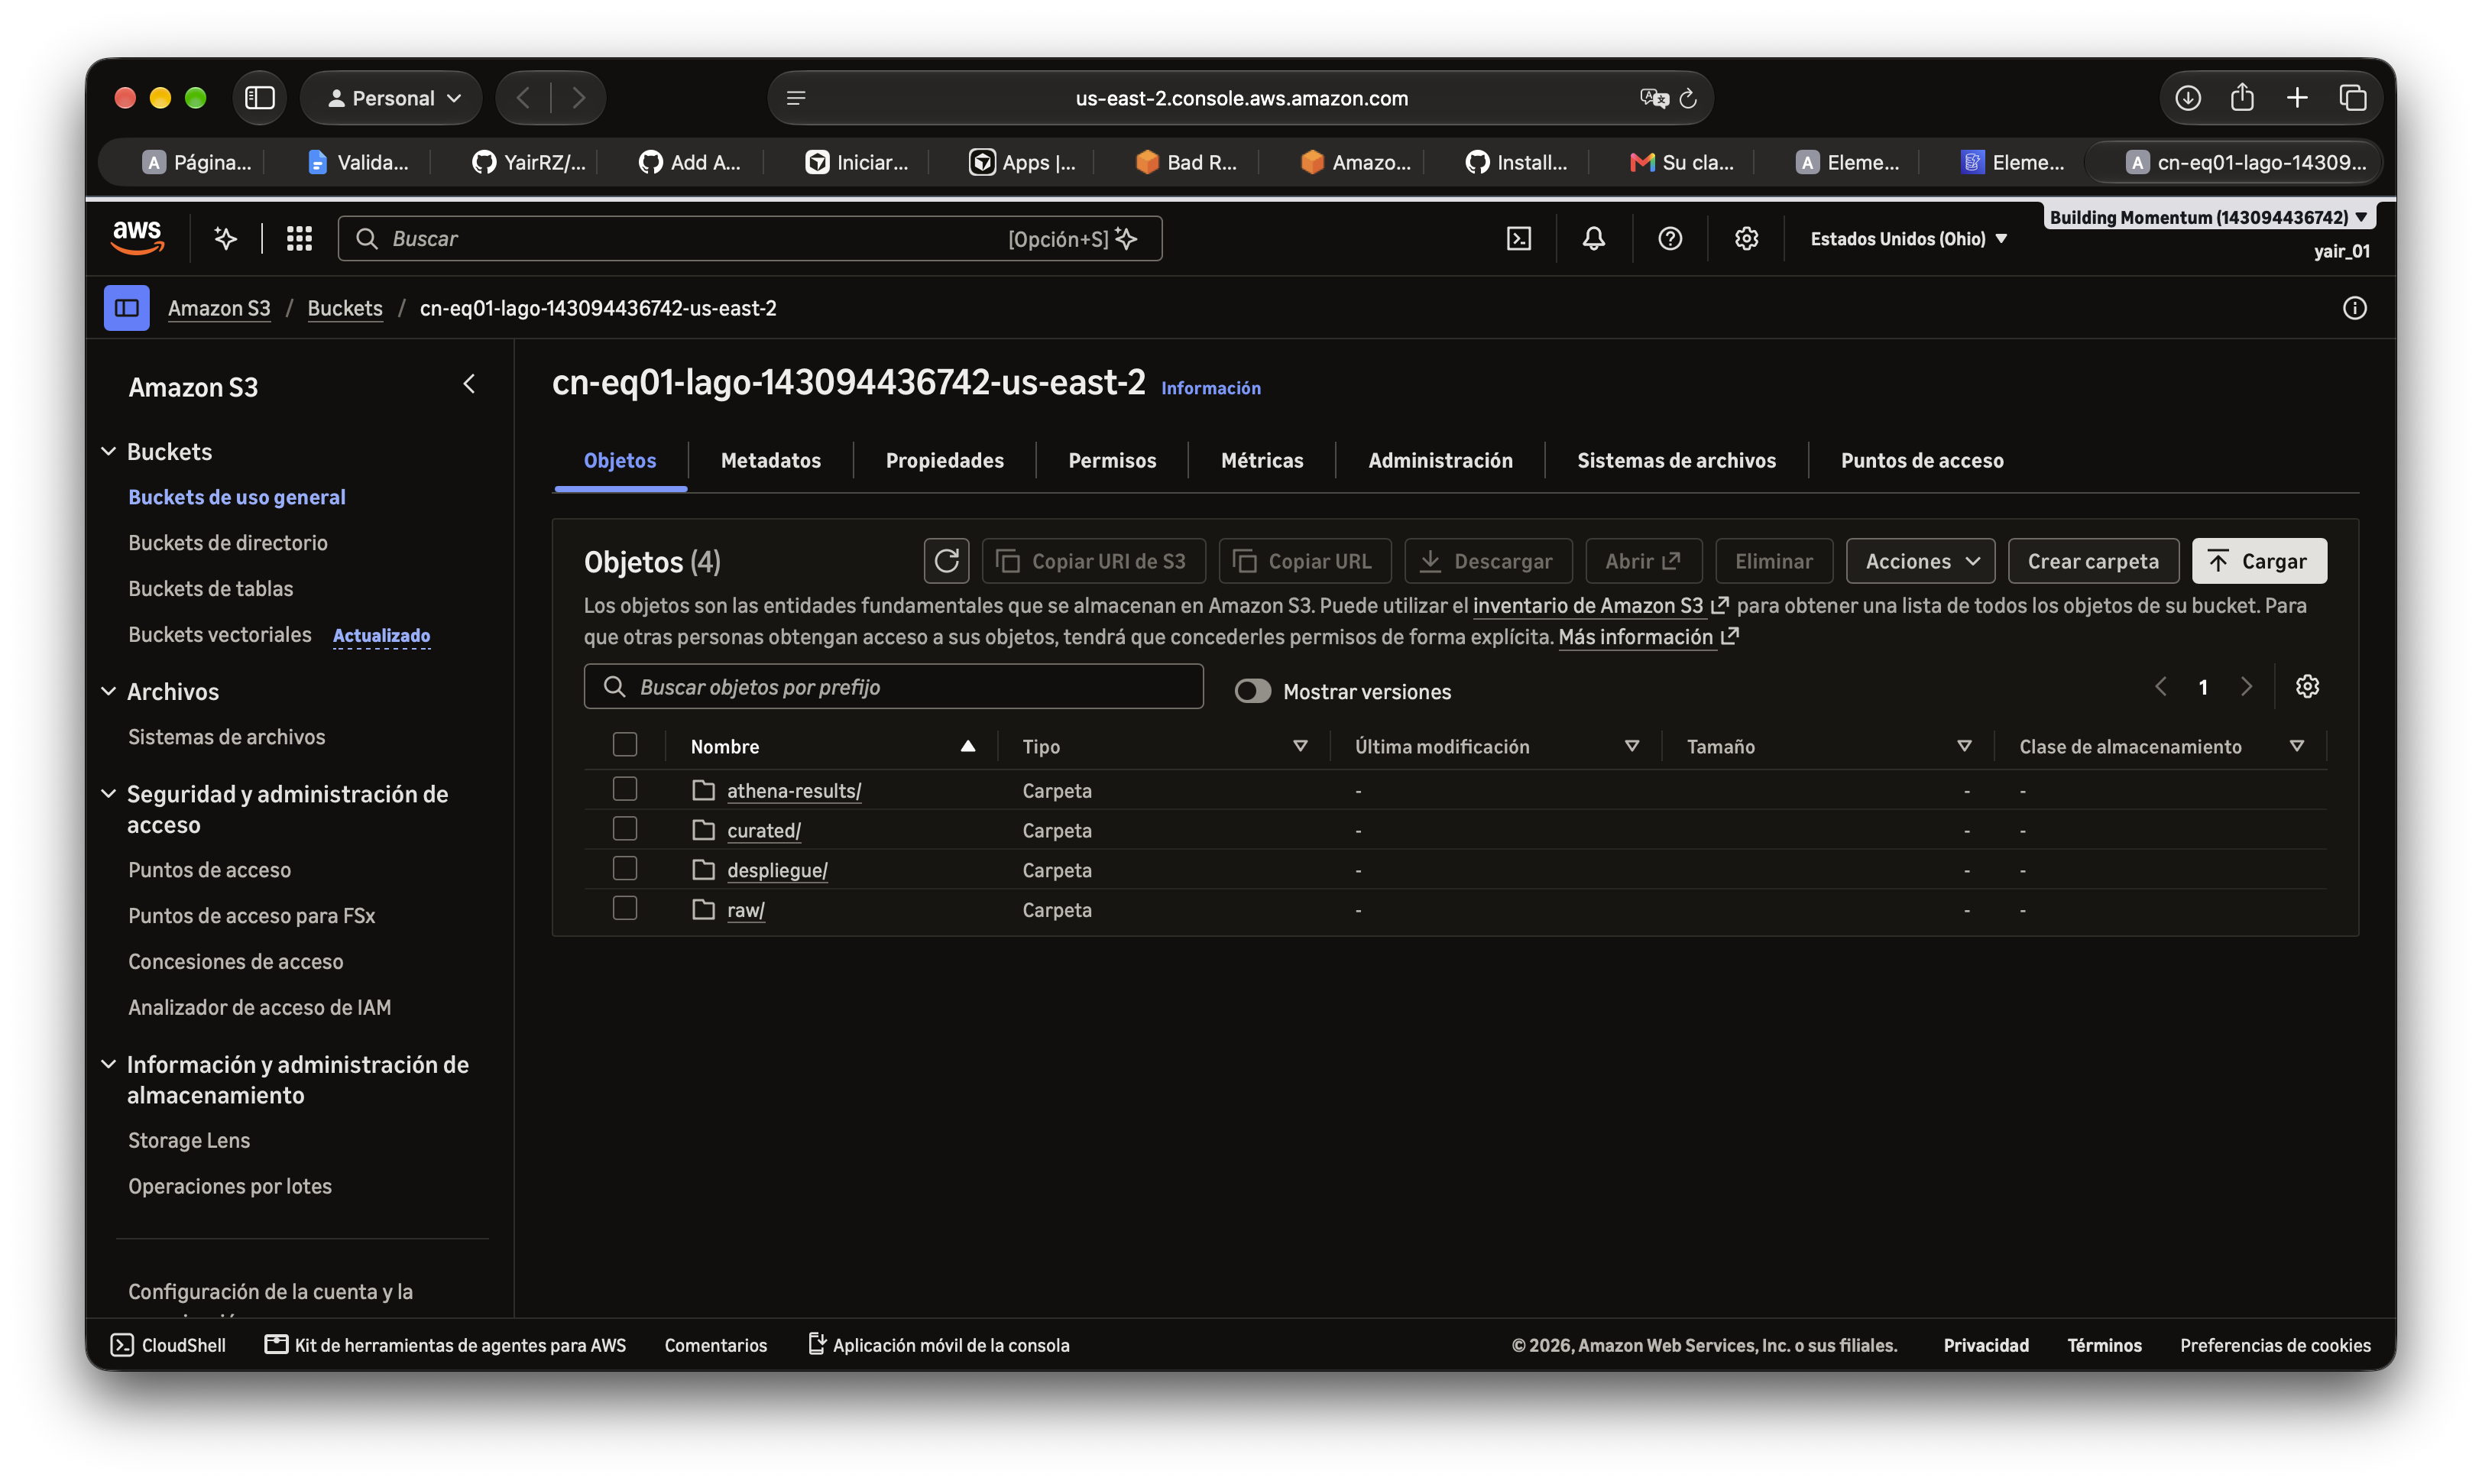 Personal
us-east-2.console.aws.amazon.com
A Página...
Valida...
YairRZ/...
Add A...
Iniciar...
Apps |...
Bad R...
Amazo...
Install...
Su cla...
A Eleme...
Eleme...
A cn-eq01-lago-14309...
aws
Buscar
[Opción+S]
Estados Unidos (Ohio)
Building Momentum (143094436742)
yair_01
Amazon S3 / Buckets / cn-eq01-lago-143094436742-us-east-2
Amazon S3
Buckets
Buckets de uso general
Buckets de directorio
Buckets de tablas
Buckets vectoriales Actualizado
Archivos
Sistemas de archivos
Seguridad y administración de
acceso
Puntos de acceso
Puntos de acceso para FSx
Concesiones de acceso
Analizador de acceso de IAM
Información y administración de
almacenamiento
Storage Lens
Operaciones por lotes
Configuración de la cuenta y la
cn-eq01-lago-143094436742-us-east-2 Información
Objetos
Metadatos
Propiedades
Permisos
Métricas
Administración
Sistemas de archivos
Puntos de acceso
Objetos (4)
Copiar URI de S3
Copiar URL
Descargar
Abrir
Eliminar
Acciones
Crear carpeta
Cargar
Los objetos son las entidades fundamentales que se almacenan en Amazon S3. Puede utilizar el inventario de Amazon S3 para obtener una lista de todos los objetos de su bucket. Para
que otras personas obtengan acceso a sus objetos, tendrá que concederles permisos de forma explícita. Más información
Buscar objetos por prefijo
Mostrar versiones
1
Nombre Tipo Última modificación Tamaño Clase de almacenamiento
athena-results/ Carpeta - - -
curated/ Carpeta - - -
despliegue/ Carpeta - - -
raw/ Carpeta - - -
CloudShell
Kit de herramientas de agentes para AWS
Comentarios
Aplicación móvil de la consola
© 2026, Amazon Web Services, Inc. o sus filiales.
Privacidad
Términos
Preferencias de cookies